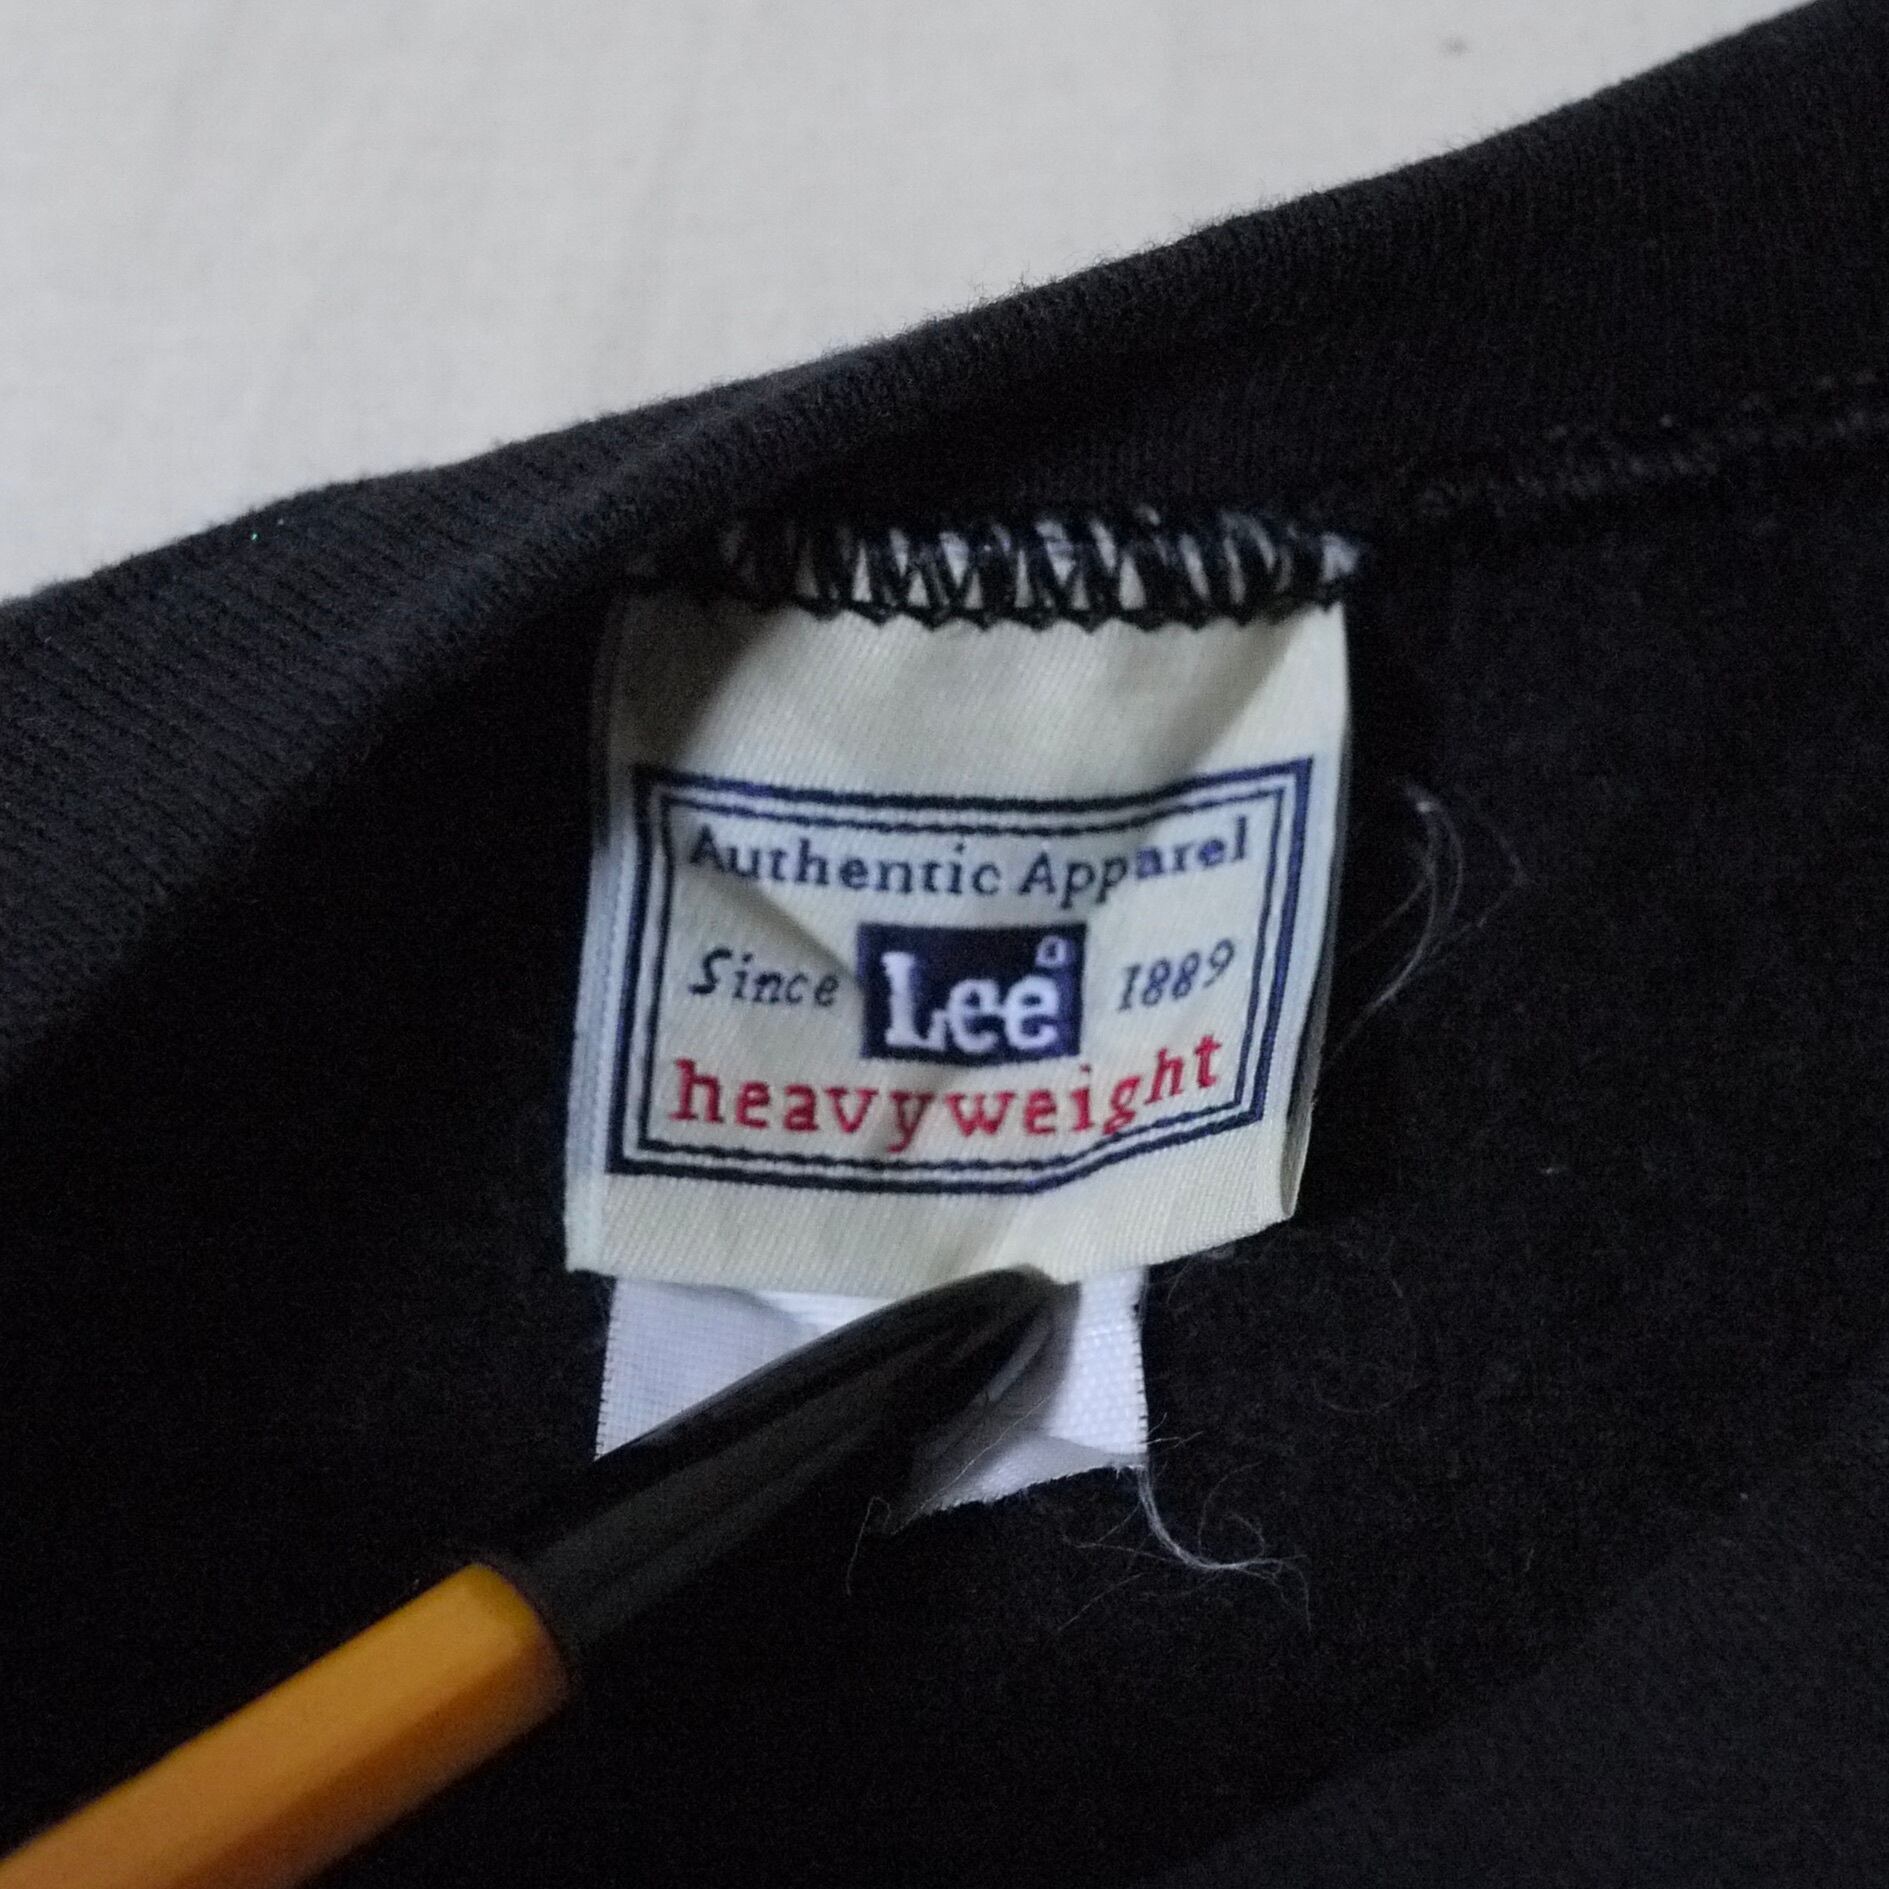 Authentic Apparel
Since Lee 1889
heavyweight